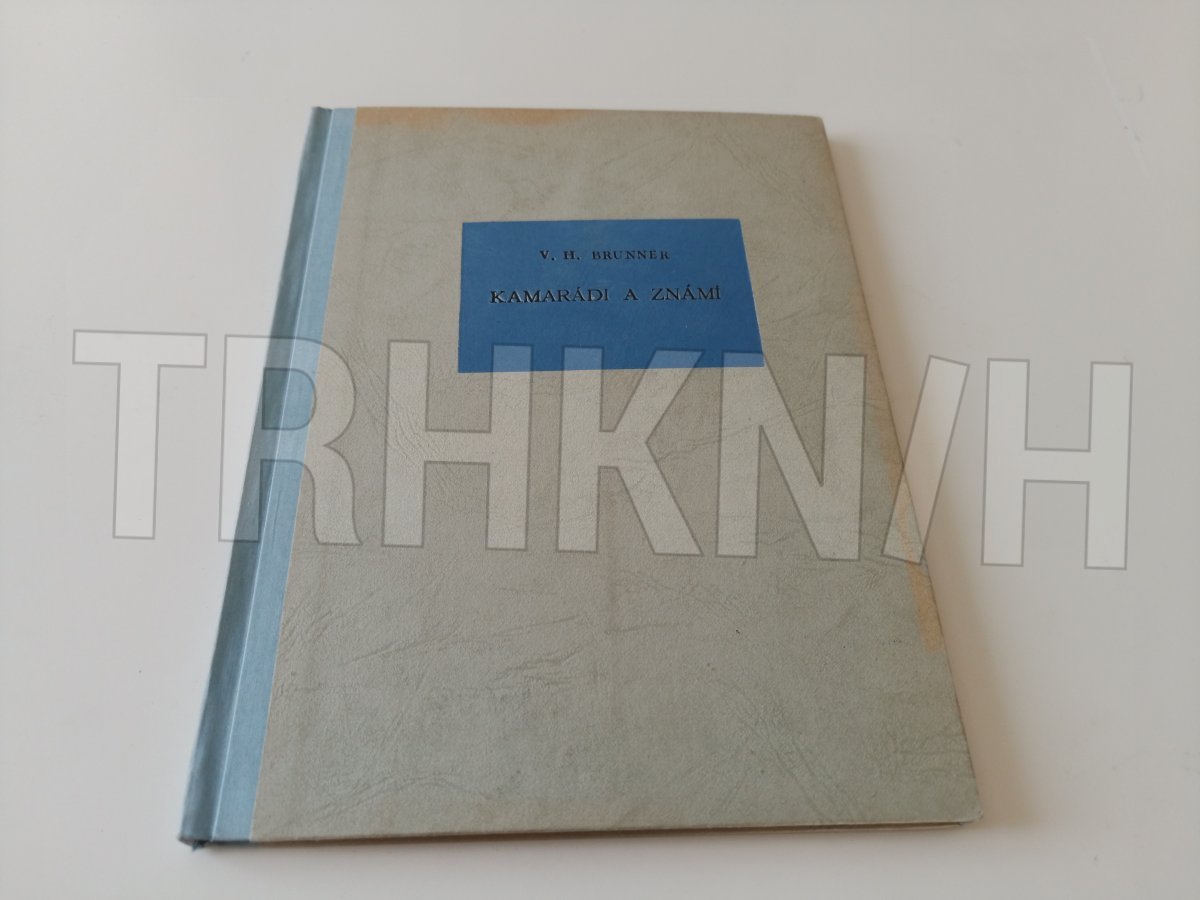 V. H. BRUNNER
KAMARÁDI A ZNÁMÍ
TRHKNIH